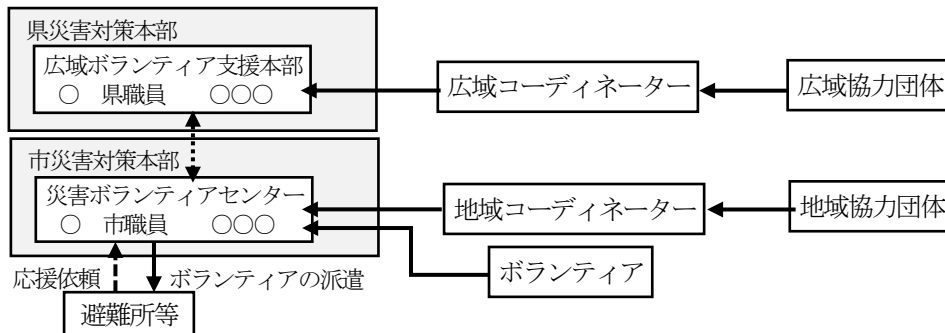 県災害対策本部
広域ボランティア支援本部
○ 県職員 ○○○
広域コーディネーター
広域協力団体
市災害対策本部
災害ボランティアセンター
○ 市職員 ○○○
地域コーディネーター
地域協力団体
ボランティア
応援依頼
ボランティアの派遣
避難所等